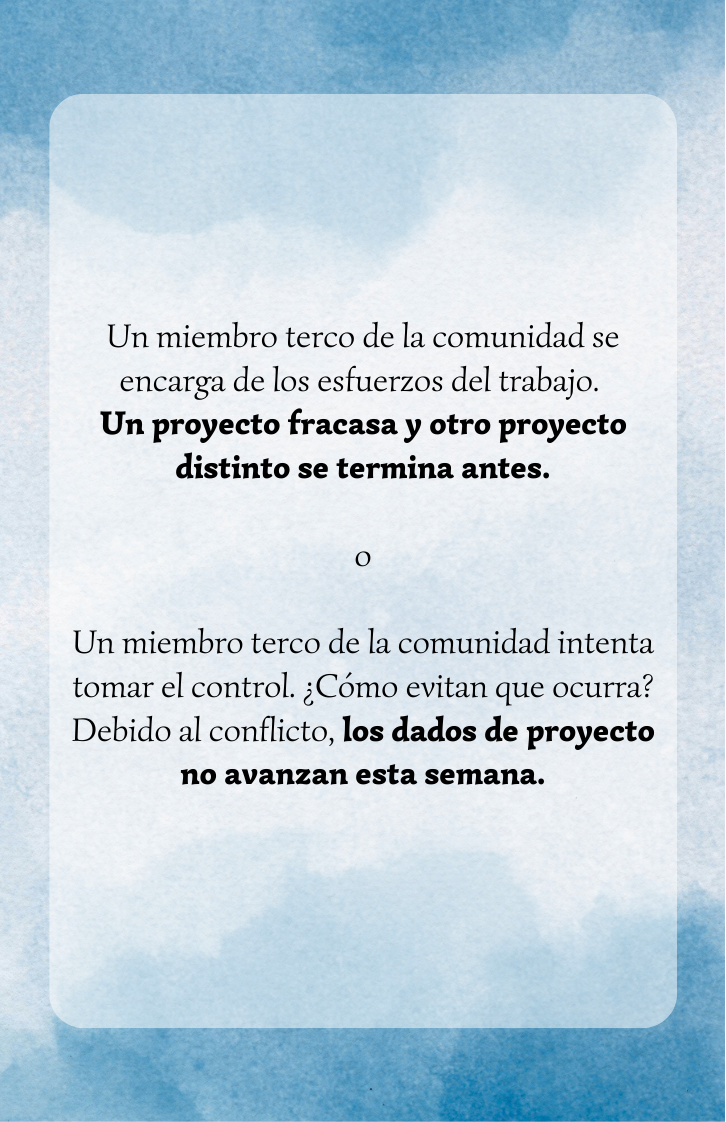 Un miembro terco de la comunidad se
encarga de los esfuerzos del trabajo.
Un proyecto fracasa y otro proyecto
distinto se termina antes.
o
Un miembro terco de la comunidad intenta
tomar el control. ¿Cómo evitan que ocurra?
Debido al conflicto, los dados de proyecto
no avanzan esta semana.